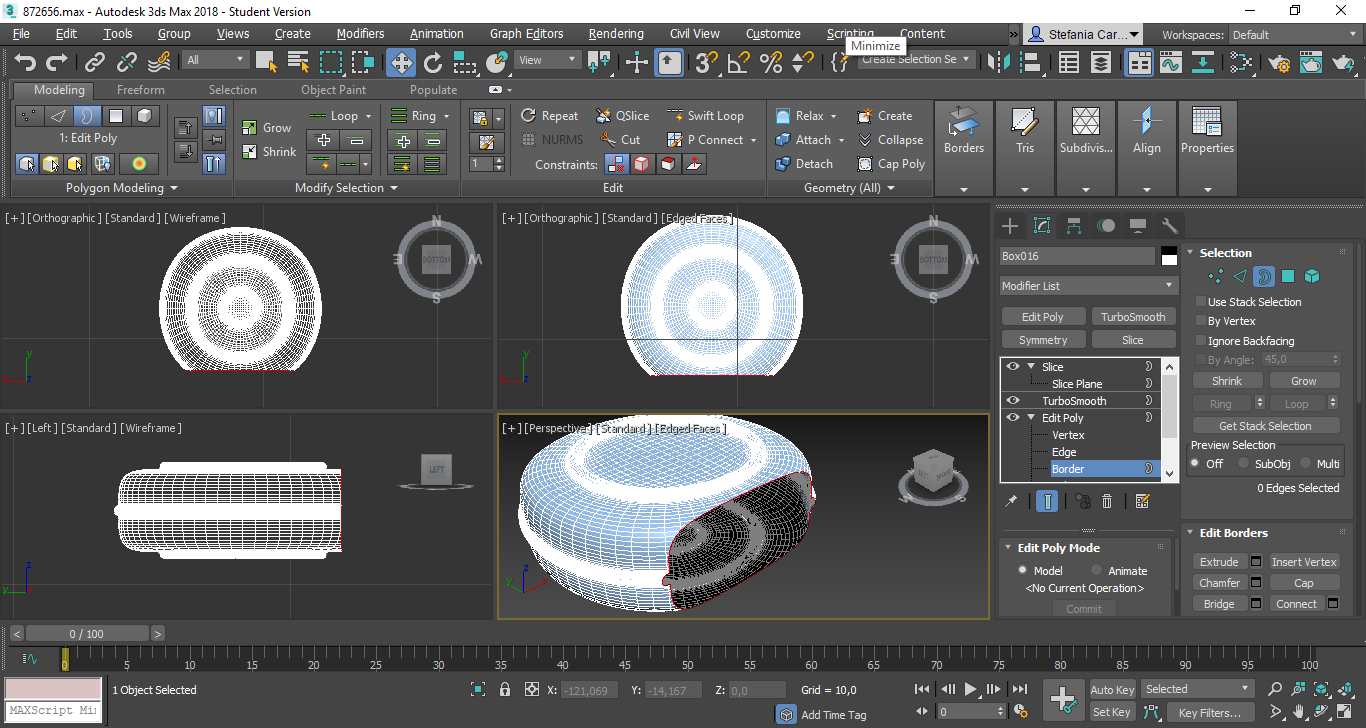 872656.max - Autodesk 3ds Max 2018 - Student Version
File Edit Tools Group Views Create Modifiers Animation Graph Editors Rendering Civil View Customize Scripting Content » Stefania Car... Workspaces: Default
Minimize
All View Create Selection Se
Modeling Freeform Selection Object Paint Populate
1: Edit Poly
Polygon Modeling
Grow
Shrink
Loop
Ring
Modify Selection
Repeat QSlice Swift Loop
NURMS Cut P Connect
1 Constraints:
Edit
Relax Create
Attach Collapse
Detach Cap Poly
Geometry (All)
Borders Tris Subdivis... Align Properties
[+] [Orthographic] [Standard] [Wireframe]
N E W S BOTTOM
y x z
[+] [Orthographic] [Standard] [Edged Faces]
N E W S BOTTOM
y x z
[+] [Left] [Standard] [Wireframe]
LEFT
z y
[+] [Perspective] [Standard] [Edged Faces]
W S
z y x
Box016
Modifier List
Edit Poly TurboSmooth
Symmetry Slice
Slice
Slice Plane
TurboSmooth
Edit Poly
Vertex
Edge
Border
Edit Poly Mode
Model Animate
<No Current Operation>
Commit
Selection
Use Stack Selection
By Vertex
Ignore Backfacing
By Angle: 45,0
Shrink Grow
Ring Loop
Get Stack Selection
Preview Selection
Off SubObj Multi
0 Edges Selected
Edit Borders
Extrude Insert Vertex
Chamfer Cap
Bridge Connect
< 0 / 100 >
0 5 10 15 20 25 30 35 40 45 50 55 60 65 70 75 80 85 90 95 100
1 Object Selected X: -121,069 Y: -14,167 Z: 0,0 Grid = 10,0
MAXScript Mi
Add Time Tag
0
Auto Key Selected
Set Key Key Filters...